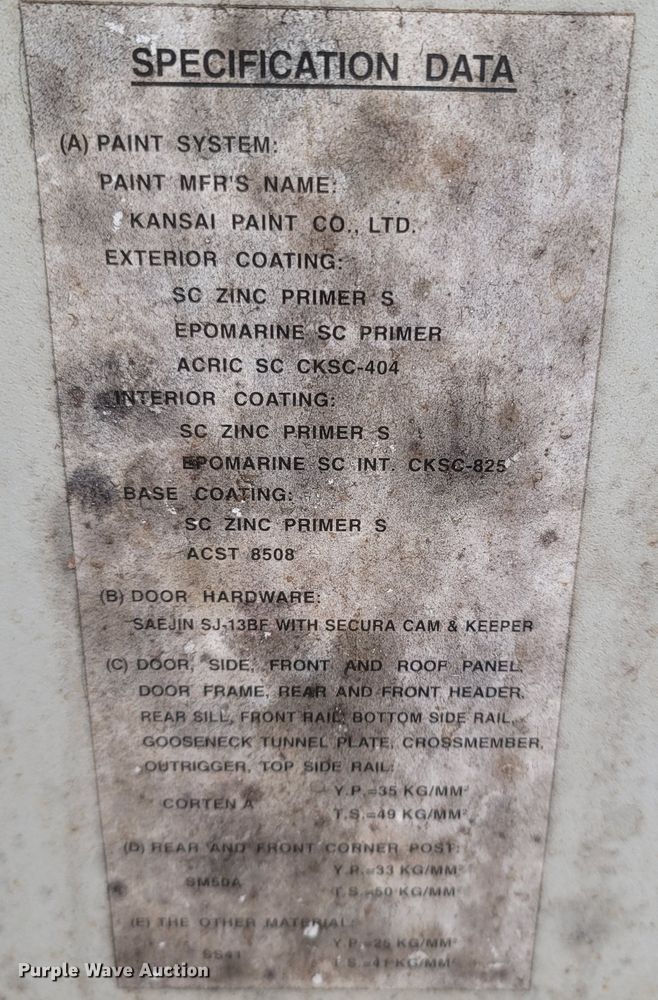 SPECIFICATION DATA
(A) PAINT SYSTEM:
PAINT MFR'S NAME:
KANSAI PAINT CO., LTD.
EXTERIOR COATING:
SC ZINC PRIMER S
EPOMARINE SC PRIMER
ACRIC SC CKSC-404
INTERIOR COATING:
SC ZINC PRIMER S
EPOMARINE SC INT. CKSC-825
BASE COATING:
SC ZINC PRIMER S
ACST 8508
(B) DOOR HARDWARE:
SAEJIN SJ-13BF WITH SECURA CAM & KEEPER
(C) DOOR, SIDE, FRONT AND ROOF PANEL,
DOOR FRAME, REAR AND FRONT HEADER,
REAR SILL, FRONT RAIL, BOTTOM SIDE RAIL,
GOOSENECK TUNNEL PLATE, CROSSMEMBER,
OUTRIGGER, TOP SIDE RAIL:
CORTEN A Y.P.=35 KG/MM²
T.S.=49 KG/MM²
(D) REAR AND FRONT CORNER POST:
SM50A Y.P.=33 KG/MM²
T.S.=50 KG/MM²
(E) THE OTHER MATERIAL:
SS41 Y.P.=25 KG/MM²
T.S.=41 KG/MM²
Purple Wave Auction